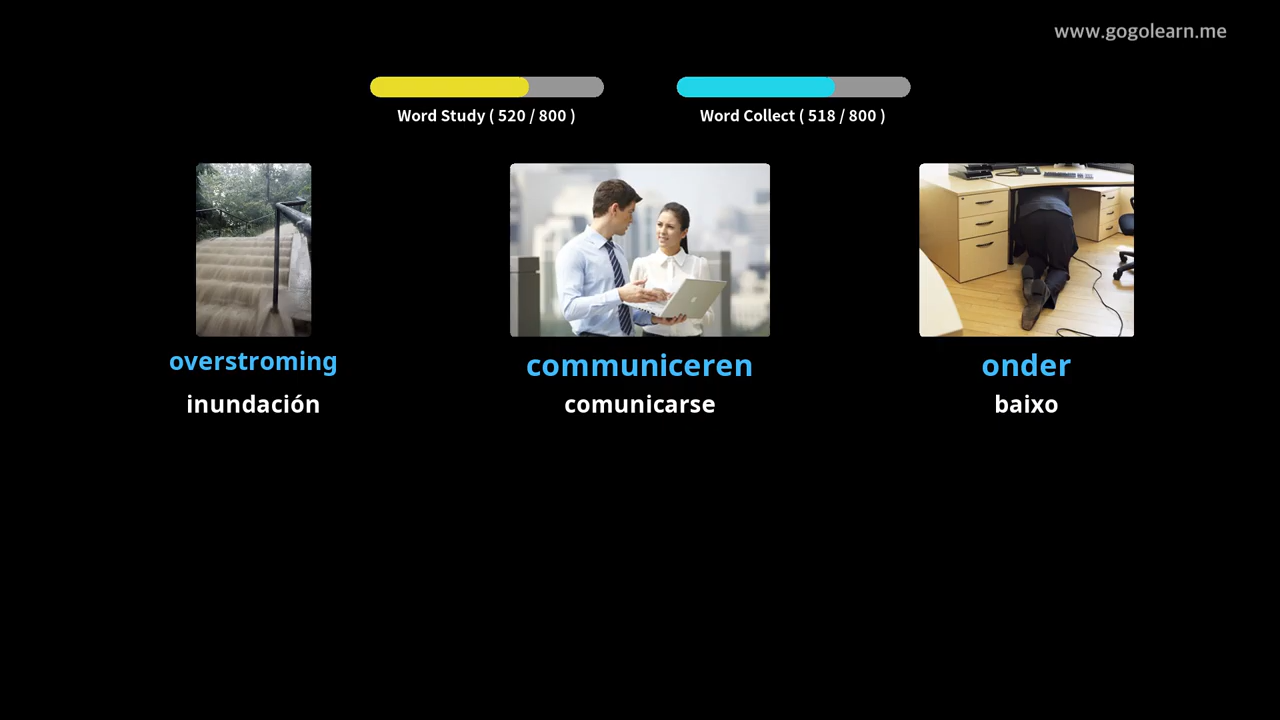 www.gogolearn.me
Word Study ( 520 / 800 )
Word Collect ( 518 / 800 )
overstroming
communiceren
onder
inundación
comunicarse
baixo